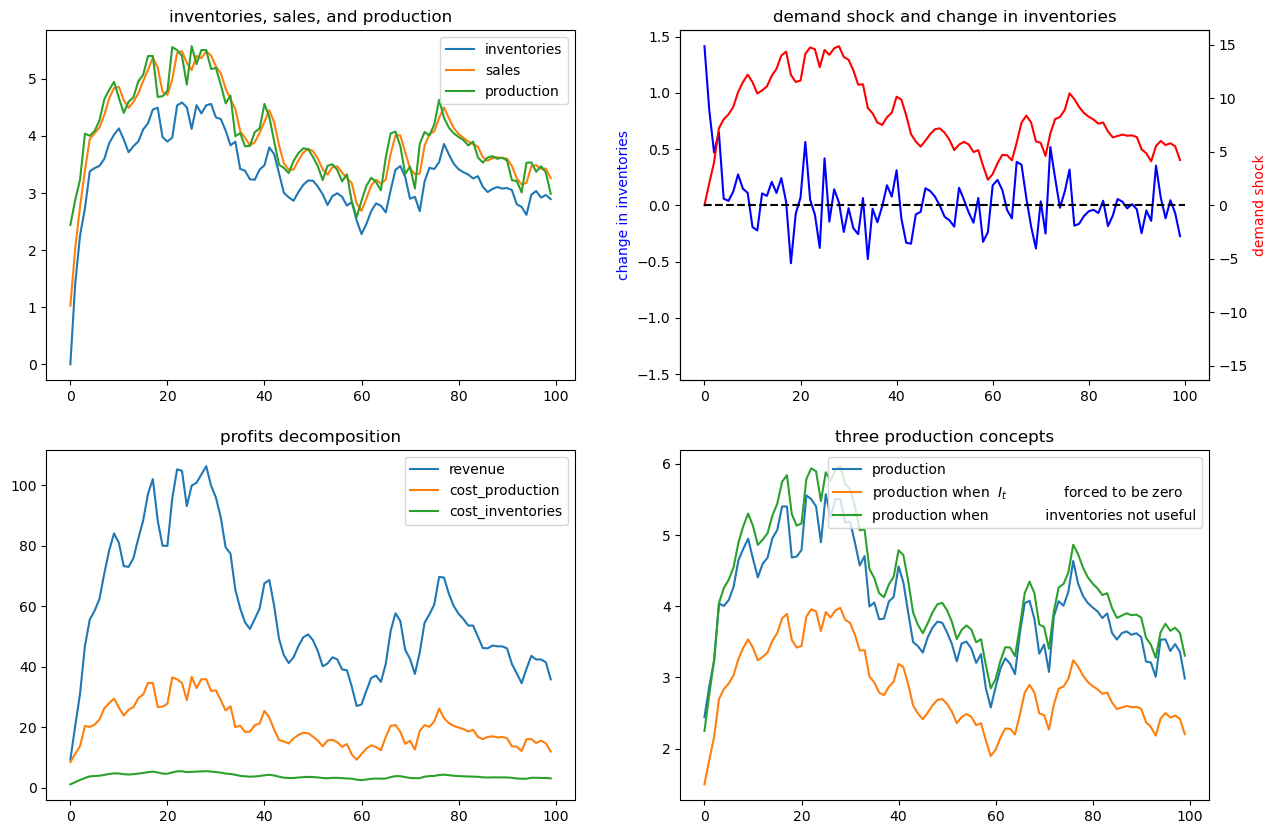 inventories, sales, and production
5
4
3
2
1
0
inventories
sales
production
0 20 40 60 80 100
demand shock and change in inventories
change in inventories
1.5
1.0
0.5
0.0
−0.5
−1.0
−1.5
15
10
5
0
−5
−10
−15
demand shock
0 20 40 60 80 100
profits decomposition
100
80
60
40
20
0
revenue
cost_production
cost_inventories
0 20 40 60 80 100
three production concepts
6
5
4
3
2
production
production when I_t forced to be zero
production when inventories not useful
0 20 40 60 80 100